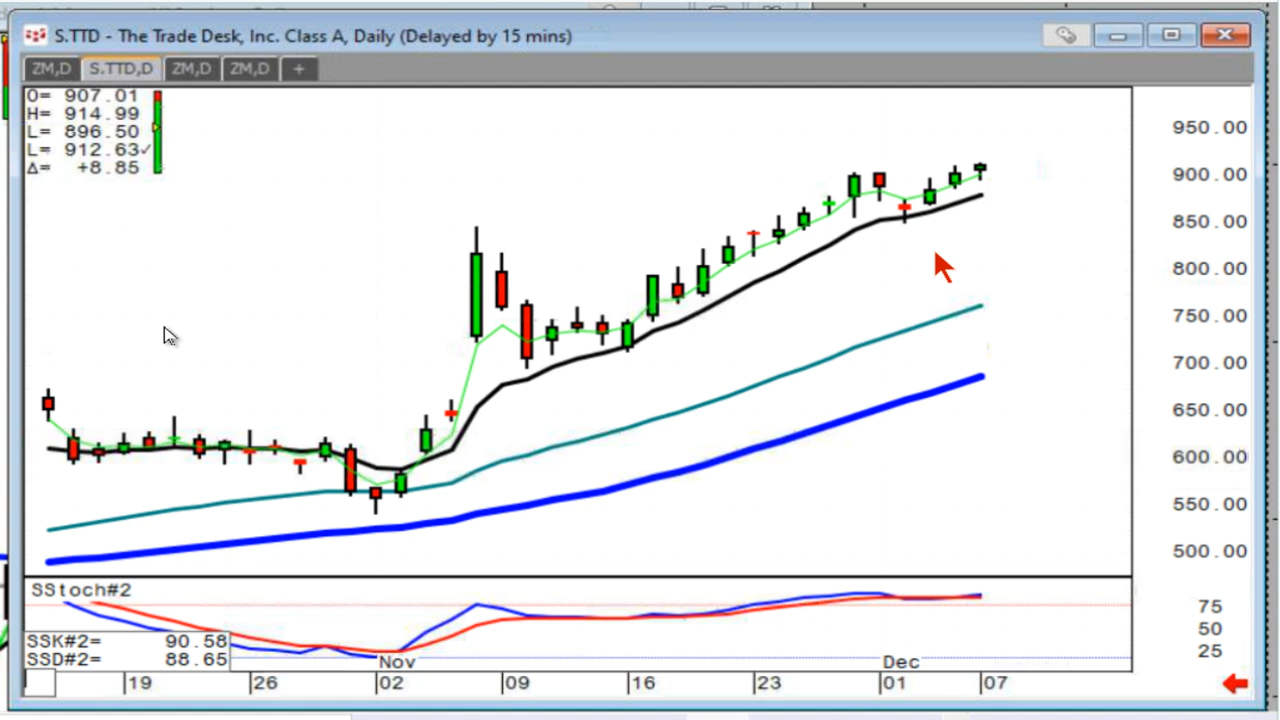 S.TTD - The Trade Desk, Inc. Class A, Daily (Delayed by 15 mins)
ZM,D S.TTD,D ZM,D ZM,D +
O= 907.01
H= 914.99
L= 896.50
L= 912.63✓
Δ= +8.85
950.00
900.00
850.00
800.00
750.00
700.00
650.00
600.00
550.00
500.00
SStoch#2
75
50
25
SSK#2= 90.58
SSD#2= 88.65
Nov Dec
19 26 02 09 16 23 01 07